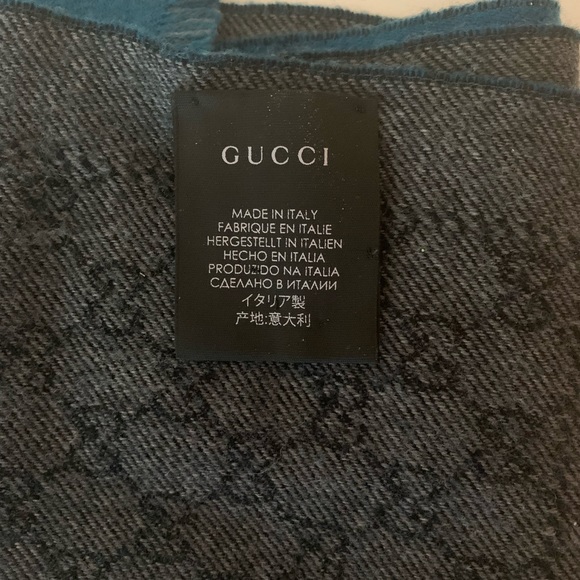 GUCCI
MADE IN ITALY
FABRIQUE EN ITALIE
HERGESTELLT IN ITALIEN
HECHO EN ITALIA
PRODUZIDO NA ITALIA
СДЕЛАНО В ИТАЛИИ
イタリア製
产地:意大利